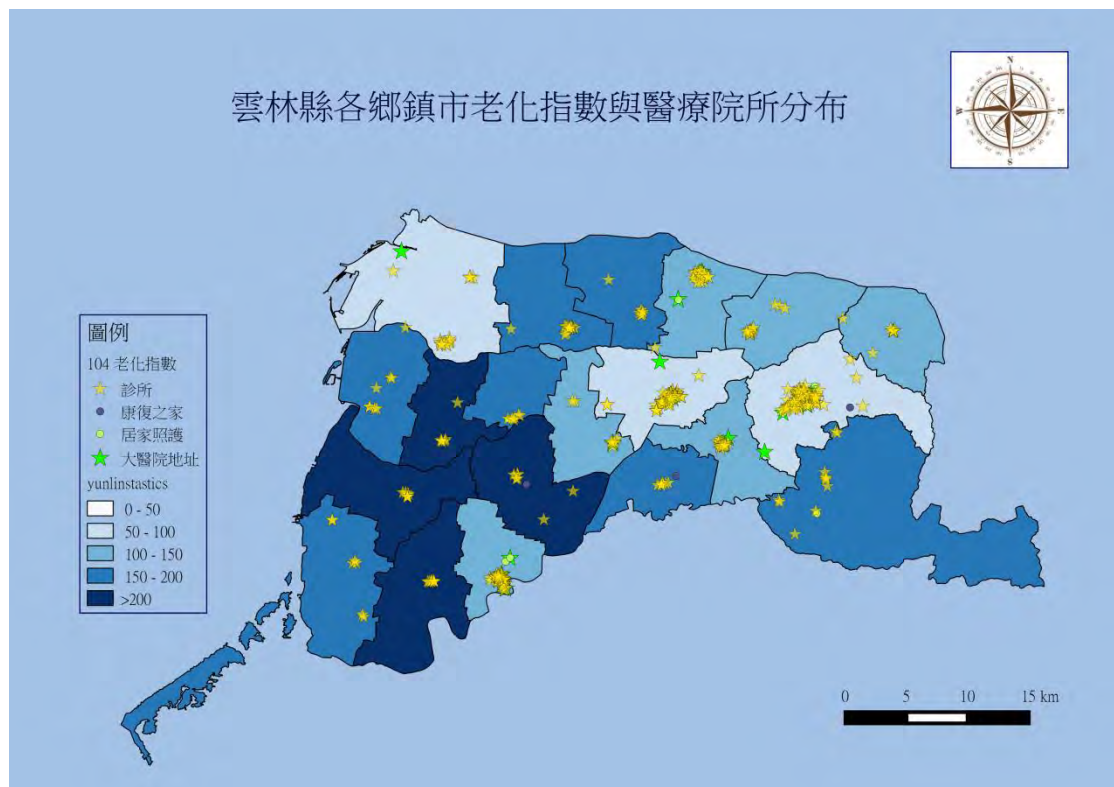 雲林縣各鄉鎮市老化指數與醫療院所分布
N
W
E
S
圖例
104 老化指數
診所
康復之家
居家照護
大醫院地址
yunlinstastics
0 - 50
50 - 100
100 - 150
150 - 200
>200
0 5 10 15 km